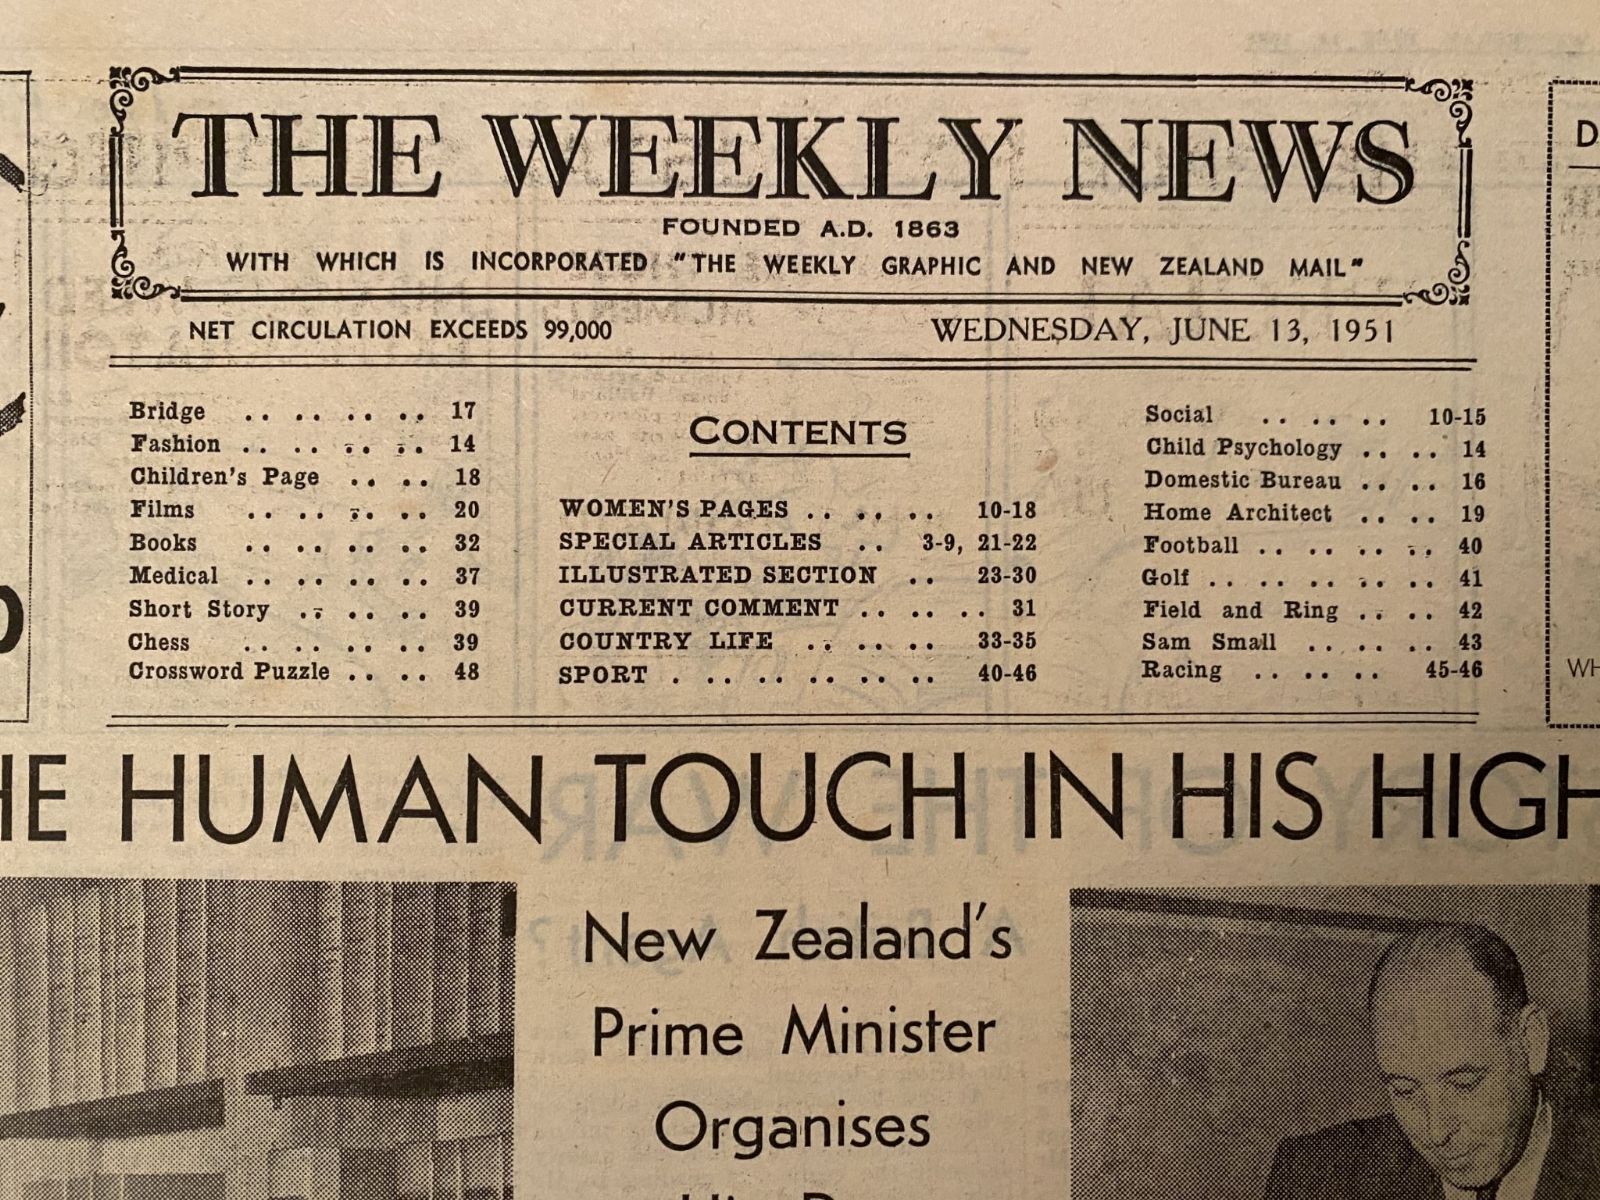 THE WEEKLY NEWS
FOUNDED A.D. 1863
WITH WHICH IS INCORPORATED "THE WEEKLY GRAPHIC AND NEW ZEALAND MAIL"
NET CIRCULATION EXCEEDS 99,000
WEDNESDAY, JUNE 13, 1951
Bridge .. .. .. .. 17
Fashion .. .. .. .. 14
Children's Page .. .. 18
Films .. .. .. .. 20
Books .. .. .. .. 32
Medical .. .. .. .. 37
Short Story .. .. .. 39
Chess .. .. .. .. 39
Crossword Puzzle .. .. 48
CONTENTS
WOMEN'S PAGES .. .. .. 10-18
SPECIAL ARTICLES .. 3-9, 21-22
ILLUSTRATED SECTION .. 23-30
CURRENT COMMENT .. .. .. 31
COUNTRY LIFE .. .. .. 33-35
SPORT . .. .. .. .. .. .. 40-46
Social .. .. .. 10-15
Child Psychology .. .. 14
Domestic Bureau .. .. 16
Home Architect .. .. 19
Football .. .. .. .. 40
Golf .. .. .. .. .. 41
Field and Ring .. .. 42
Sam Small .. .. .. 43
Racing .. .. .. 45-46
D
WH
HE HUMAN TOUCH IN HIS HIGH
New Zealand's
Prime Minister
Organises